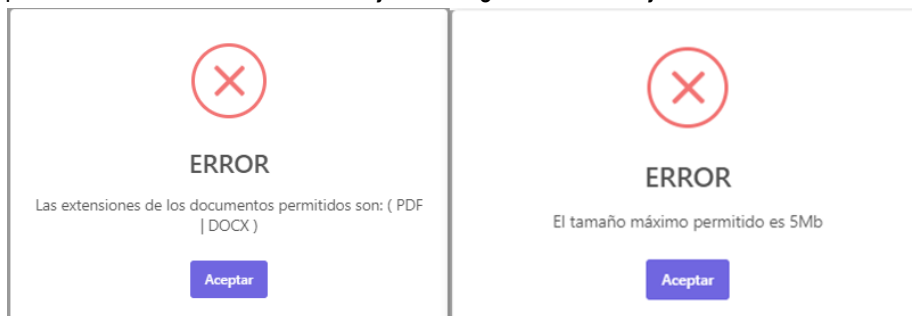 ERROR
Las extensiones de los documentos permitidos son: ( PDF
| DOCX )
Aceptar
ERROR
El tamaño máximo permitido es 5Mb
Aceptar